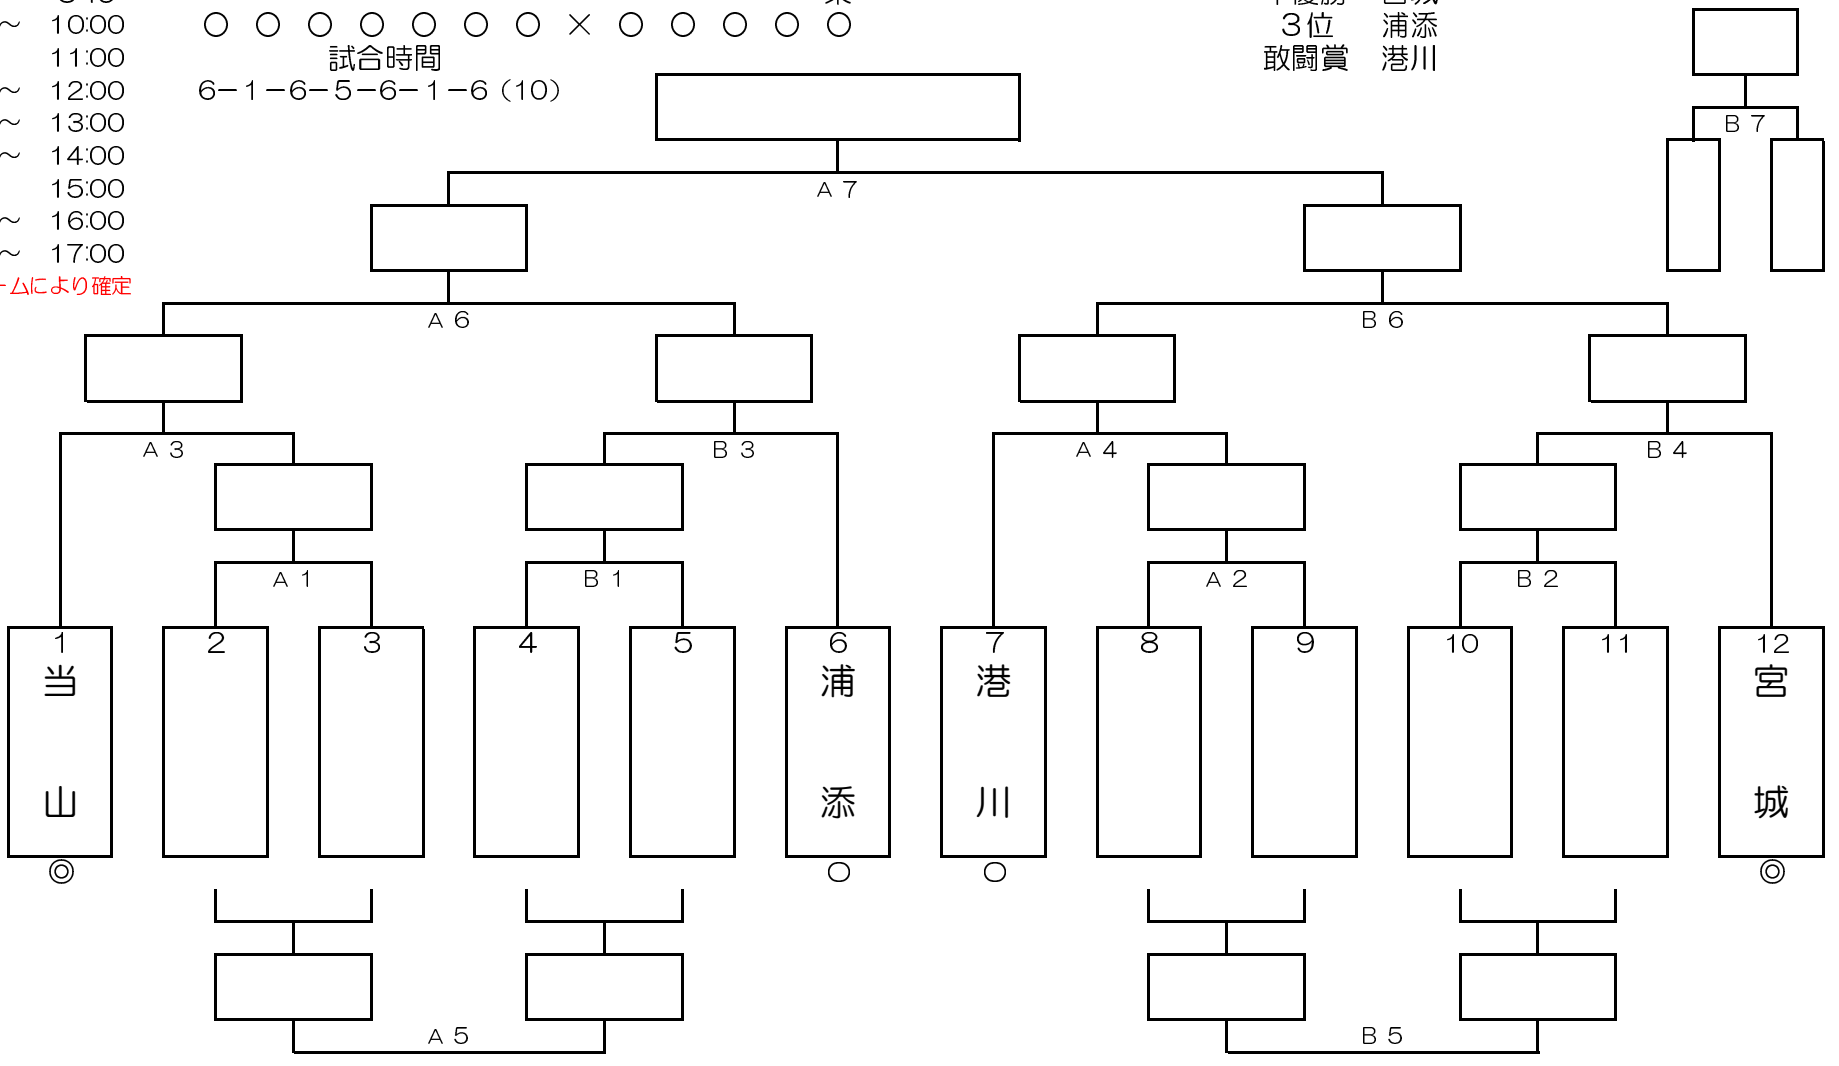 ～ 10:00 ○ ○ ○ ○ ○ ○ ○ × ○ ○ ○ ○ ○ 3位 浦添
11:00 試合時間 敢闘賞 港川
～ 12:00 6－1－6－5－6－1－6（10）
～ 13:00 B 7
～ 14:00
15:00 A 7
～ 16:00
～ 17:00
ームにより確定
A 6 B 6
A 3 B 3 A 4 B 4
A 1 B 1 A 2 B 2
1 2 3 4 5 6 7 8 9 10 11 12
当山 浦添 港川 宮城
◎ ○ ○ ◎
A 5 B 5